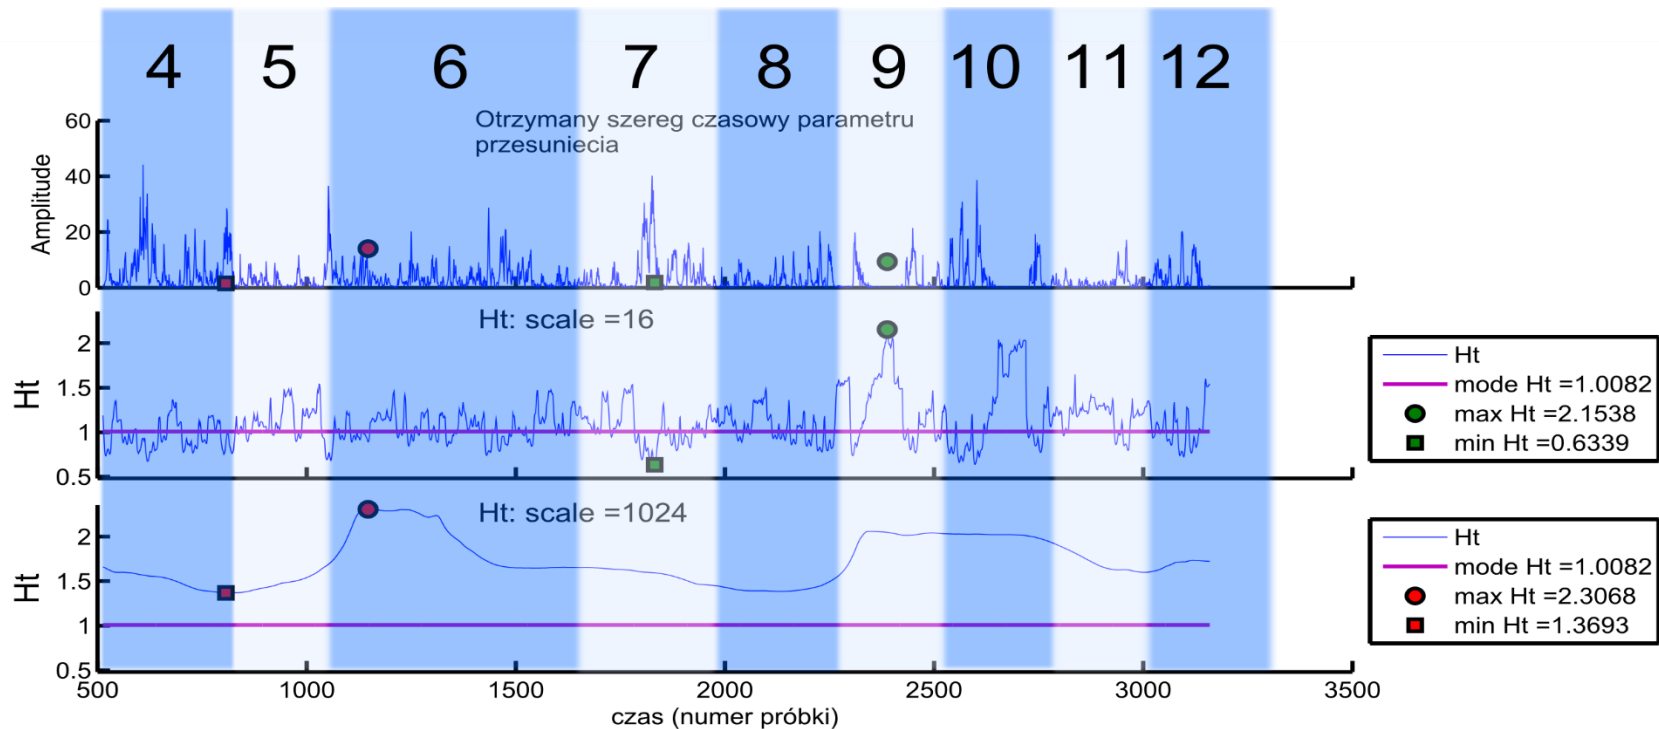 4 5 6 7 8 9 10 11 12
Otrzymany szereg czasowy parametru
przesuniecia
Amplitude
60
40
20
0
Ht: scale =16
Ht
2
1.5
1
0.5
Ht
mode Ht =1.0082
max Ht =2.1538
min Ht =0.6339
Ht: scale =1024
Ht
2
1.5
1
0.5
Ht
mode Ht =1.0082
max Ht =2.3068
min Ht =1.3693
500 1000 1500 2000 2500 3000 3500
czas (numer próbki)